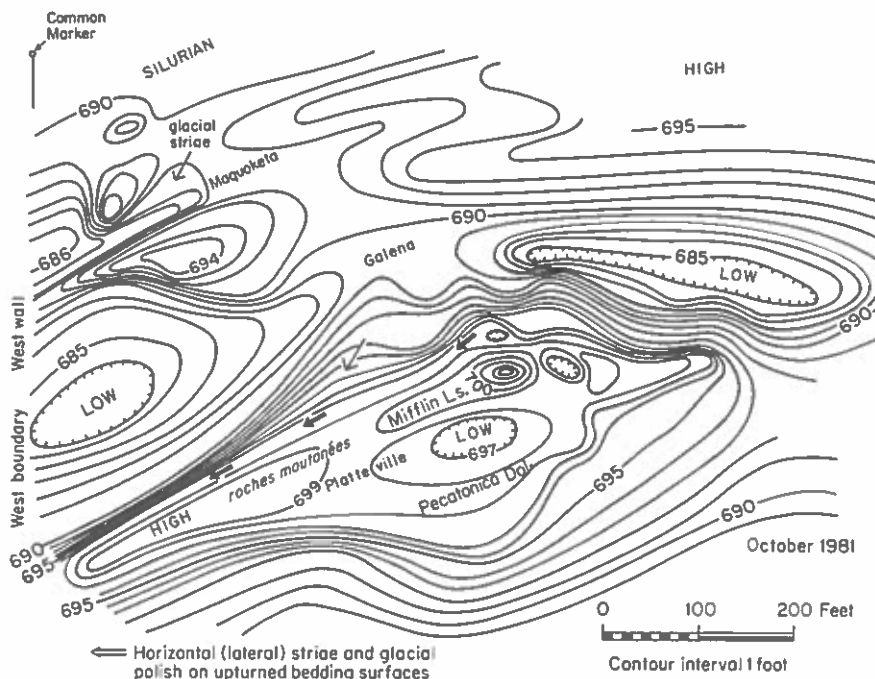 Common
Marker
SILURIAN
HIGH
690
695
glacial
striae
Maquoketa
690
686
694
Galena
685
LOW
West wall
690
685
LOW
Mifflin Ls.
700
LOW
697
West boundary
roches moutonées
Platteville
699
Pecatonica Dol.
695
HIGH
690
690
695
695
October 1981
0 100 200 Feet
Horizontal (lateral) striae and glacial
polish on upturned bedding surfaces
Contour interval 1 foot